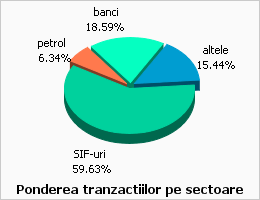 banci
18.59%
petrol
6.34%
altele
15.44%
SIF-uri
59.63%
Ponderea tranzactiilor pe sectoare